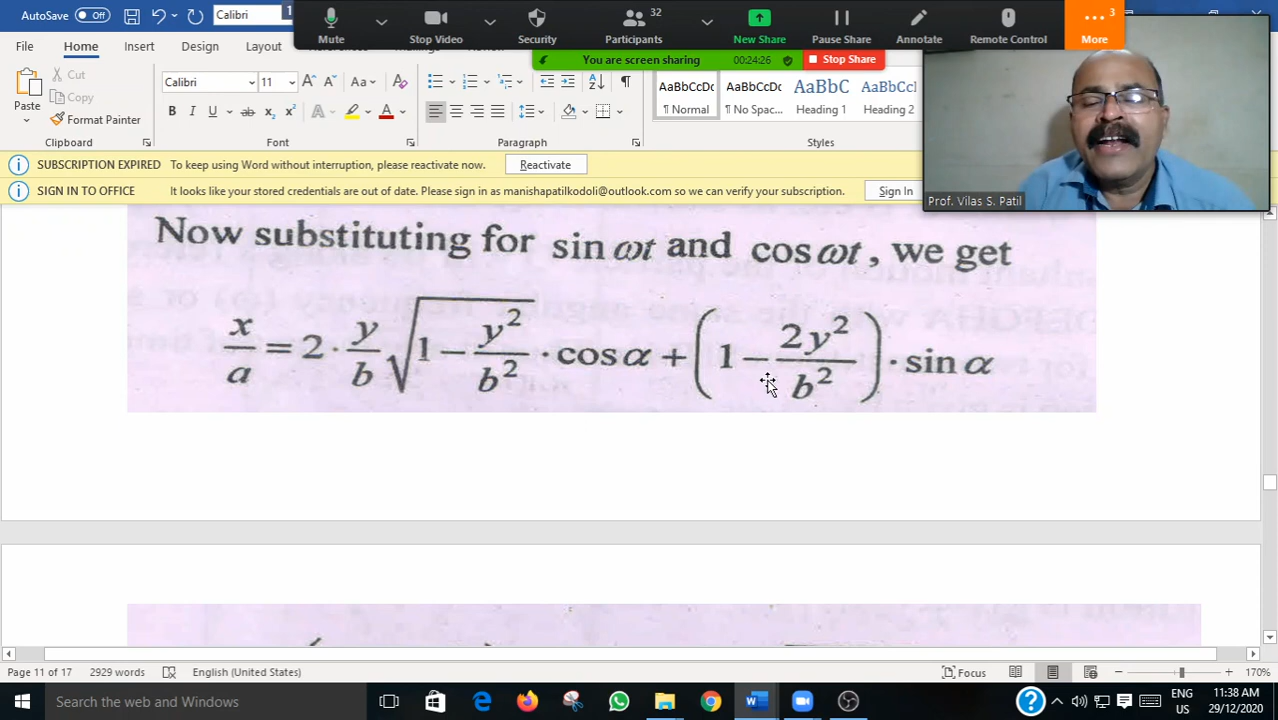 AutoSave Off
Calibri 1
Mute
Stop Video
Security
32
Participants
New Share
Pause Share
Annotate
Remote Control
3
More
You are screen sharing
00:24:26
Stop Share
File
Home
Insert
Design
Layout
Paste
Cut
Copy
Format Painter
Clipboard
Calibri 11
Font
Paragraph
AaBbCcDc
¶ Normal
AaBbCcDc
¶ No Spac...
AaBbC
Heading 1
AaBbCcl
Heading 2
Styles
SUBSCRIPTION EXPIRED To keep using Word without interruption, please reactivate now. Reactivate
SIGN IN TO OFFICE It looks like your stored credentials are out of date. Please sign in as manishapatilkodoli@outlook.com so we can verify your subscription. Sign In
Prof. Vilas S. Patil
Now substituting for sin ωt and cos ωt, we get
x/a = 2 · y/b √(1 − y²/b²) · cos α + (1 − 2y²/b²) · sin α
Page 11 of 17 2929 words English (United States) Focus 170%
Search the web and Windows
ENG
US
11:38 AM
29/12/2020